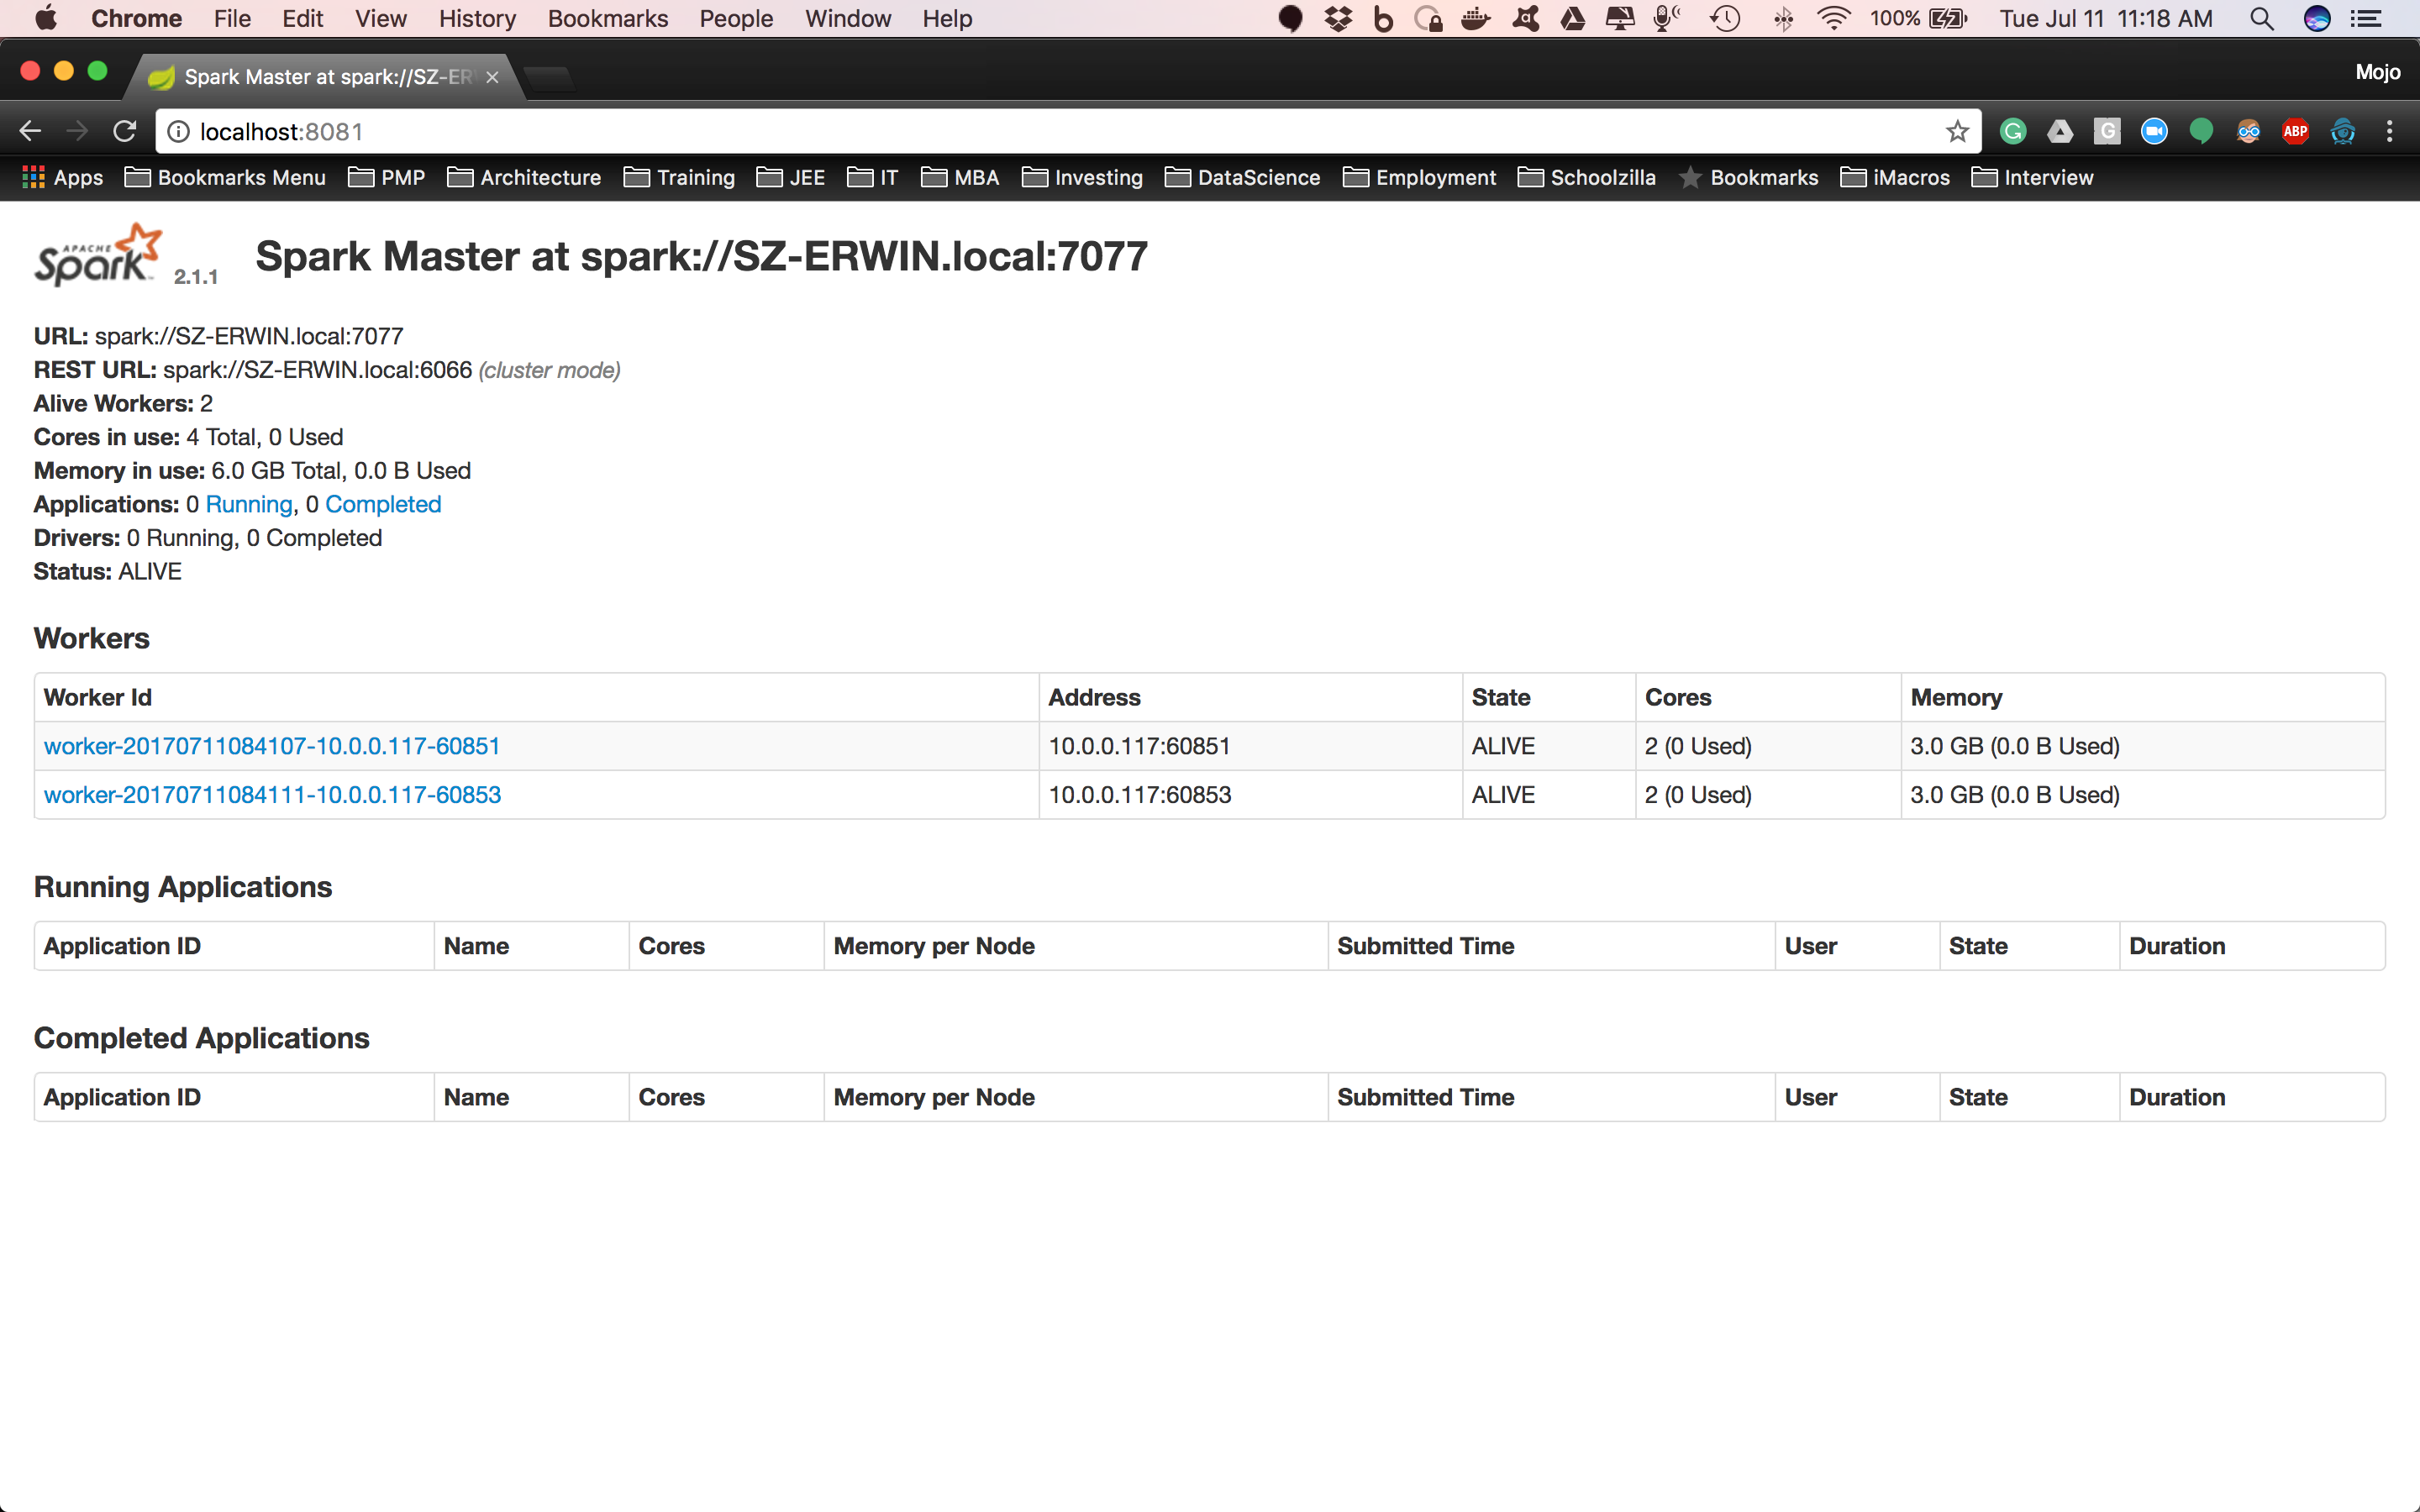 Chrome File Edit View History Bookmarks People Window Help 100% Tue Jul 11 11:18 AM
Spark Master at spark://SZ-ER Mojo
localhost:8081 G G ABP
Apps Bookmarks Menu PMP Architecture Training JEE IT MBA Investing DataScience Employment Schoolzilla Bookmarks iMacros Interview
APACHE Spark 2.1.1 Spark Master at spark://SZ-ERWIN.local:7077
URL: spark://SZ-ERWIN.local:7077
REST URL: spark://SZ-ERWIN.local:6066 (cluster mode)
Alive Workers: 2
Cores in use: 4 Total, 0 Used
Memory in use: 6.0 GB Total, 0.0 B Used
Applications: 0 Running, 0 Completed
Drivers: 0 Running, 0 Completed
Status: ALIVE
Workers
Worker Id Address State Cores Memory
worker-20170711084107-10.0.0.117-60851 10.0.0.117:60851 ALIVE 2 (0 Used) 3.0 GB (0.0 B Used)
worker-20170711084111-10.0.0.117-60853 10.0.0.117:60853 ALIVE 2 (0 Used) 3.0 GB (0.0 B Used)
Running Applications
Application ID Name Cores Memory per Node Submitted Time User State Duration
Completed Applications
Application ID Name Cores Memory per Node Submitted Time User State Duration